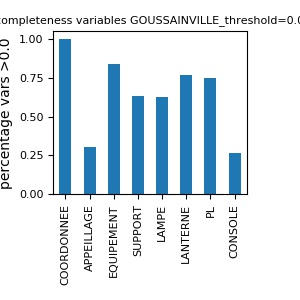 completeness variables GOUSSAINVILLE_threshold=0.0
percentage vars >0.0
1.00
0.75
0.50
0.25
0.00
COORDONNEE
APPEILLAGE
EQUIPEMENT
SUPPORT
LAMPE
LANTERNE
PL
CONSOLE